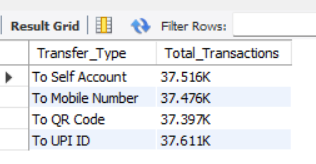 Result Grid Filter Rows:
Transfer_Type Total_Transactions
To Self Account 37.516K
To Mobile Number 37.476K
To QR Code 37.397K
To UPI ID 37.611K